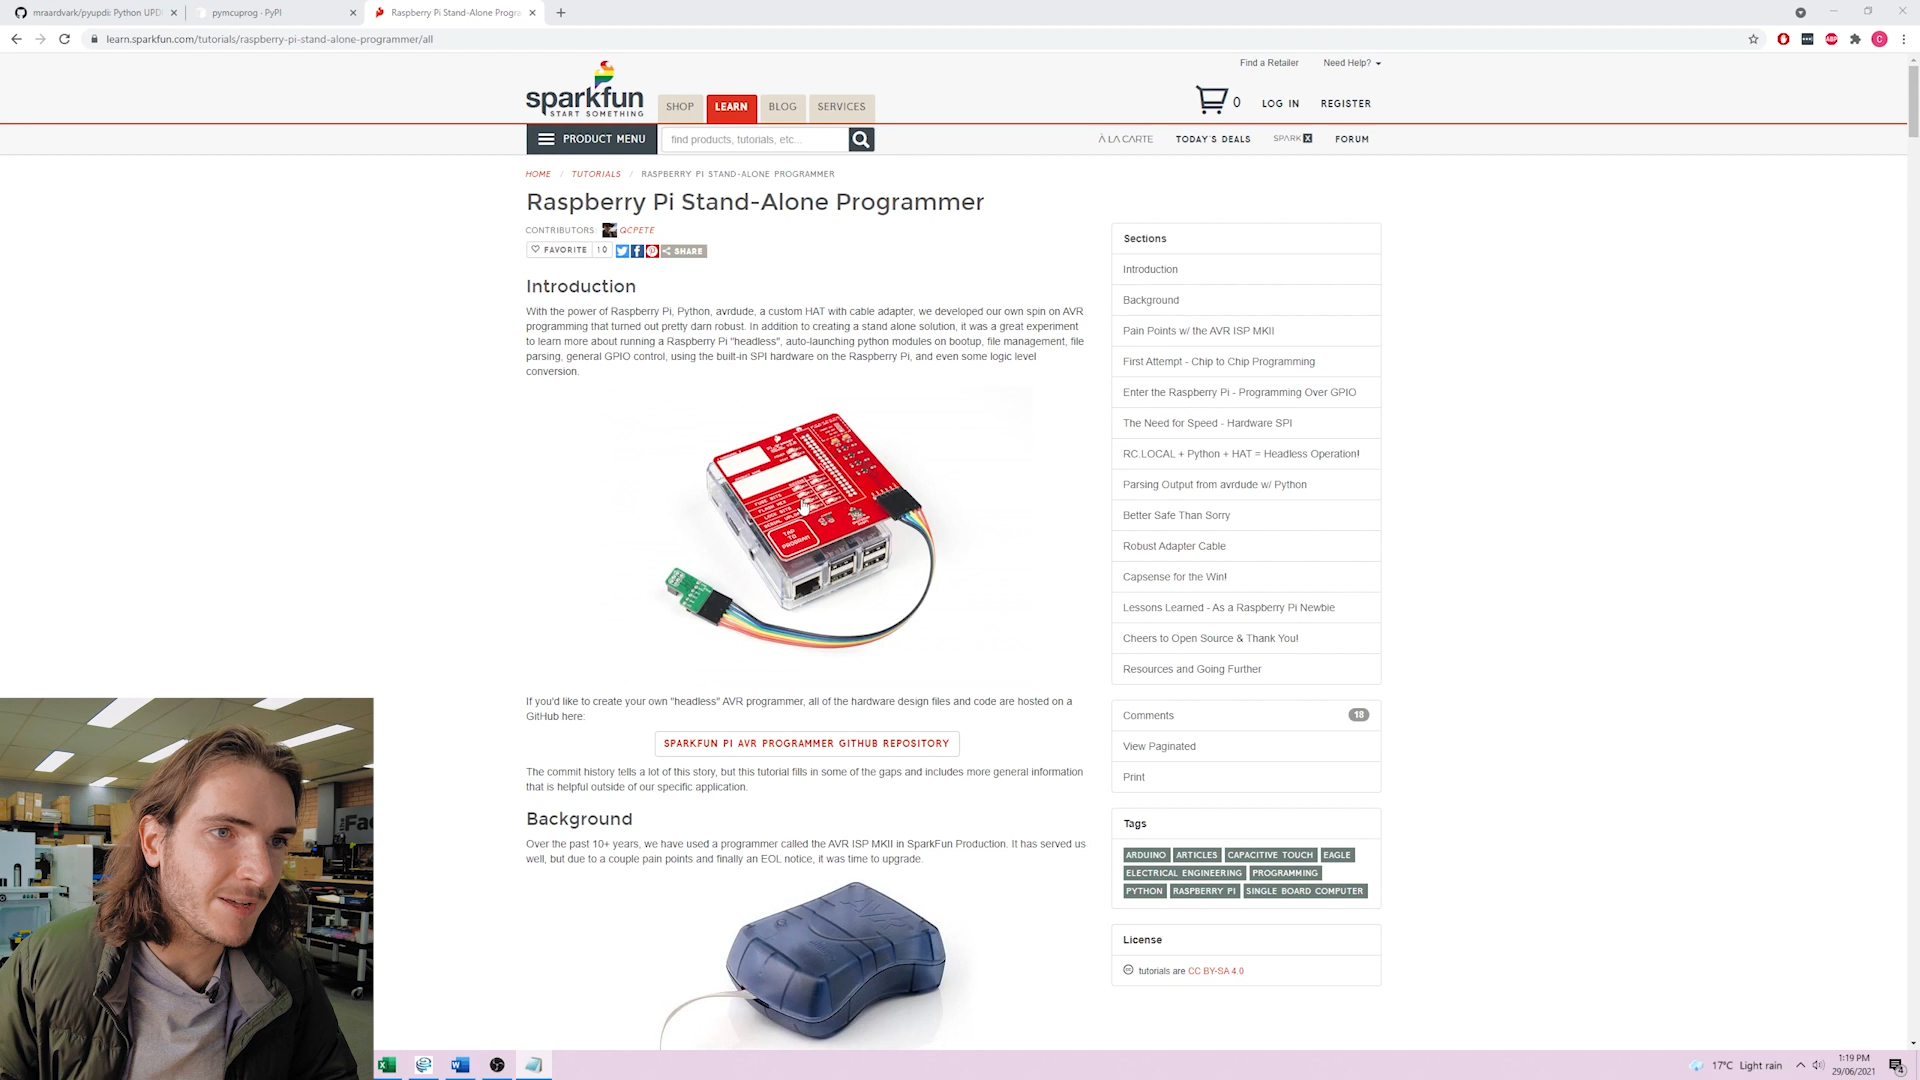 mraardvark/pyupdi: Python UPD
pymcuprog · PyPI
Raspberry Pi Stand-Alone Progra
learn.sparkfun.com/tutorials/raspberry-pi-stand-alone-programmer/all
Find a Retailer
Need Help?
sparkfun
START SOMETHING
SHOP
LEARN
BLOG
SERVICES
0
LOG IN
REGISTER
PRODUCT MENU
find products, tutorials, etc...
À LA CARTE
TODAY'S DEALS
SPARK X
FORUM
HOME / TUTORIALS / RASPBERRY PI STAND-ALONE PROGRAMMER
Raspberry Pi Stand-Alone Programmer
CONTRIBUTORS: QCPETE
FAVORITE 10
SHARE
Introduction
With the power of Raspberry Pi, Python, avrdude, a custom HAT with cable adapter, we developed our own spin on AVR
programming that turned out pretty darn robust. In addition to creating a stand alone solution, it was a great experiment
to learn more about running a Raspberry Pi "headless", auto-launching python modules on bootup, file management, file
parsing, general GPIO control, using the built-in SPI hardware on the Raspberry Pi, and even some logic level
conversion.
FUSE BITS
FLASH HEX
LOCK BITS
SERIAL UPLOAD
TAP
TO
PROGRAM
If you'd like to create your own "headless" AVR programmer, all of the hardware design files and code are hosted on a
GitHub here:
SPARKFUN PI AVR PROGRAMMER GITHUB REPOSITORY
The commit history tells a lot of this story, but this tutorial fills in some of the gaps and includes more general information
that is helpful outside of our specific application.
Background
Over the past 10+ years, we have used a programmer called the AVR ISP MKII in SparkFun Production. It has served us
well, but due to a couple pain points and finally an EOL notice, it was time to upgrade.
AVR
Sections
Introduction
Background
Pain Points w/ the AVR ISP MKII
First Attempt - Chip to Chip Programming
Enter the Raspberry Pi - Programming Over GPIO
The Need for Speed - Hardware SPI
RC.LOCAL + Python + HAT = Headless Operation!
Parsing Output from avrdude w/ Python
Better Safe Than Sorry
Robust Adapter Cable
Capsense for the Win!
Lessons Learned - As a Raspberry Pi Newbie
Cheers to Open Source & Thank You!
Resources and Going Further
Comments 18
View Paginated
Print
Tags
ARDUINO ARTICLES CAPACITIVE TOUCH EAGLE
ELECTRICAL ENGINEERING PROGRAMMING
PYTHON RASPBERRY PI SINGLE BOARD COMPUTER
License
tutorials are CC BY-SA 4.0
17°C Light rain
1:19 PM
29/06/2021
4